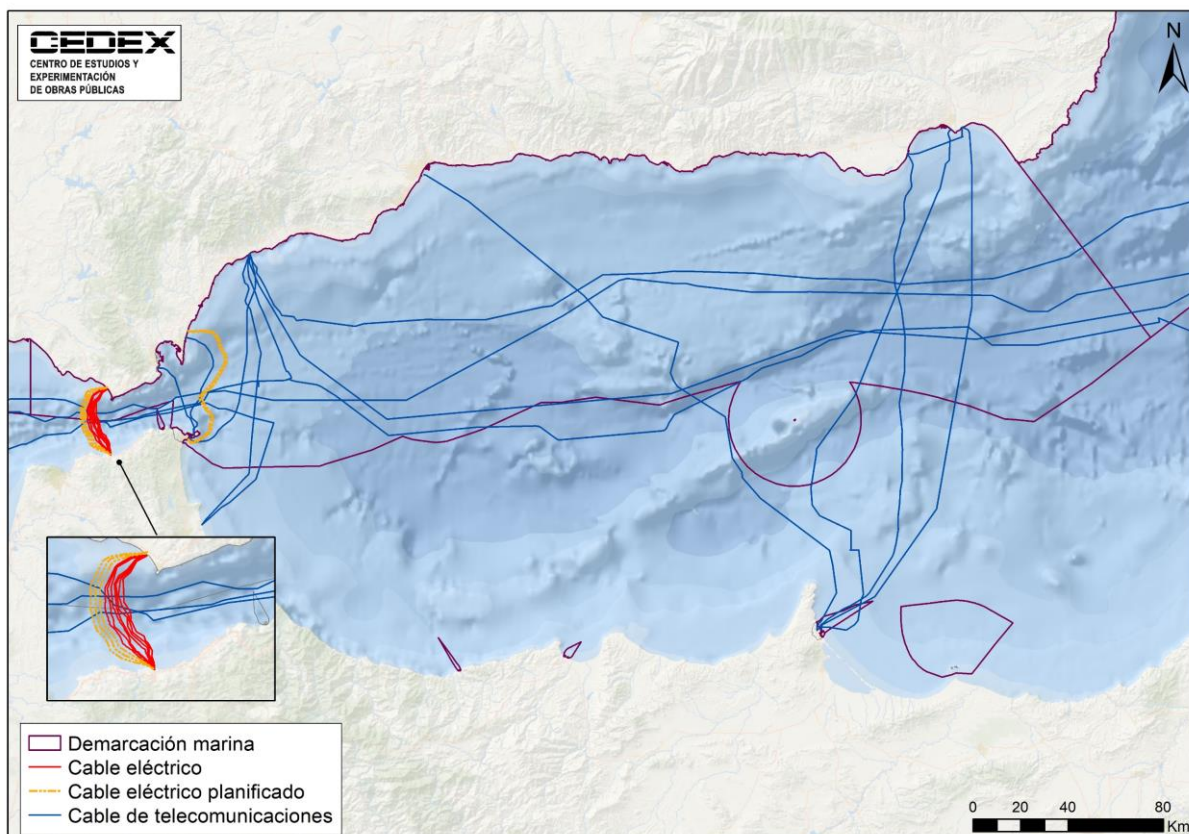 CEDEX
CENTRO DE ESTUDIOS Y
EXPERIMENTACIÓN
DE OBRAS PÚBLICAS
N
Demarcación marina
Cable eléctrico
Cable eléctrico planificado
Cable de telecomunicaciones
0 20 40 80
Km